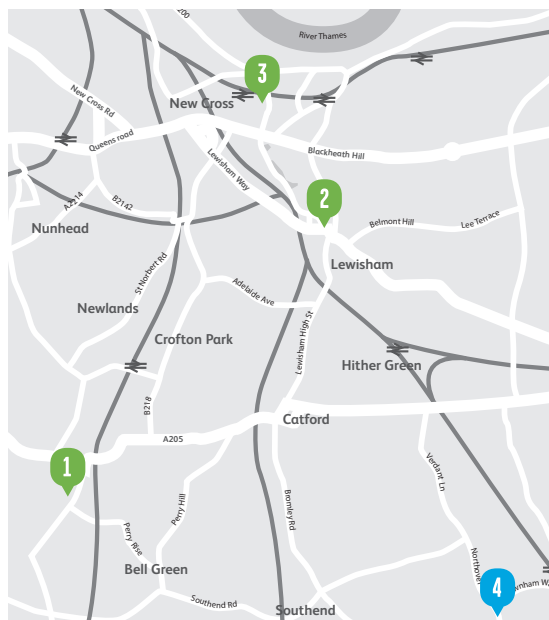 200
River Thames
3
New Cross Rd
New Cross
Queens road
Blackheath Hill
Lewisham Way
A2214
B2142
2
Nunhead
Belmont Hill
Lee Terrace
Lewisham
St Norbert Rd
Adelaide Ave
Newlands
Crofton Park
Lewisham High St
Hither Green
B218
Catford
A205
1
Verdant Ln
Perry Hill
Bromley Rd
Perry Rise
Bell Green
Northover
4
wnham W
Southend Rd
Southend